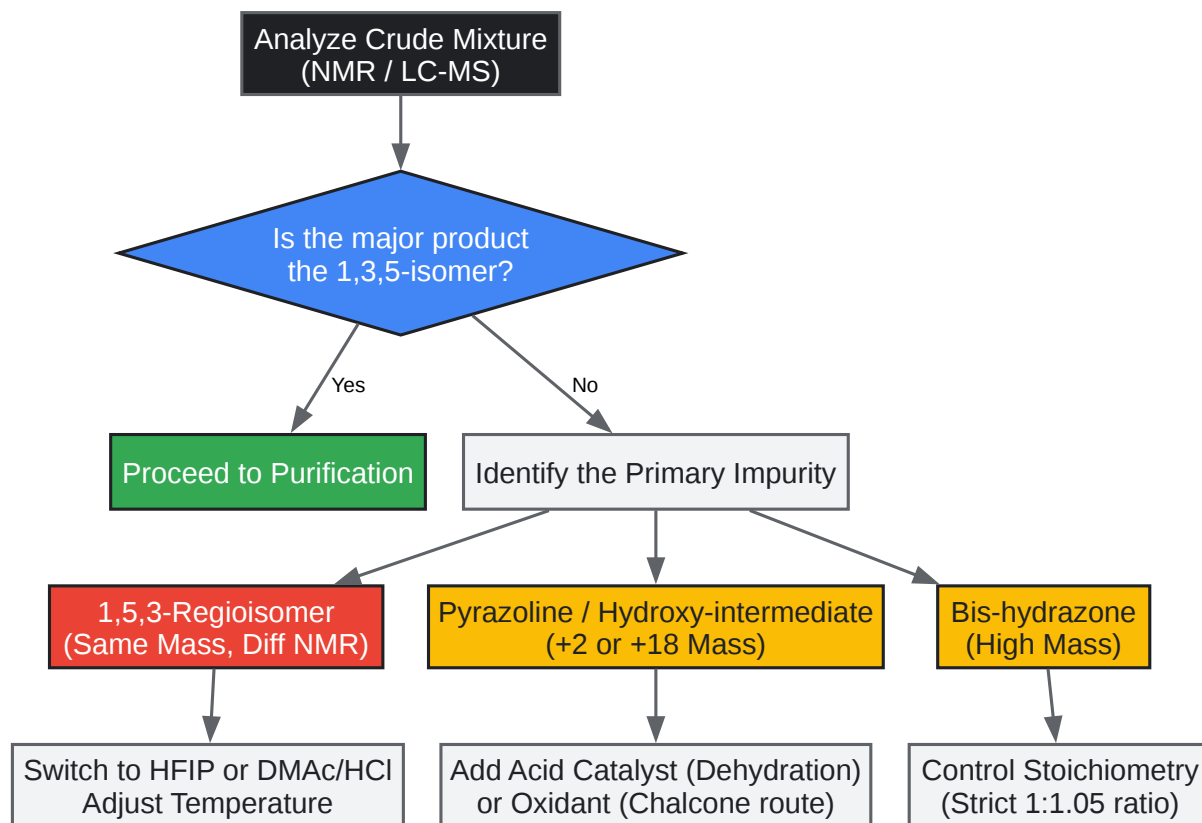 Analyze Crude Mixture
(NMR / LC-MS)
Is the major product
the 1,3,5-isomer?
Yes
No
Proceed to Purification
Identify the Primary Impurity
1,5,3-Regioisomer
(Same Mass, Diff NMR)
Pyrazoline / Hydroxy-intermediate
(+2 or +18 Mass)
Bis-hydrazone
(High Mass)
Switch to HFIP or DMAc/HCl
Adjust Temperature
Add Acid Catalyst (Dehydration)
or Oxidant (Chalcone route)
Control Stoichiometry
(Strict 1:1.05 ratio)